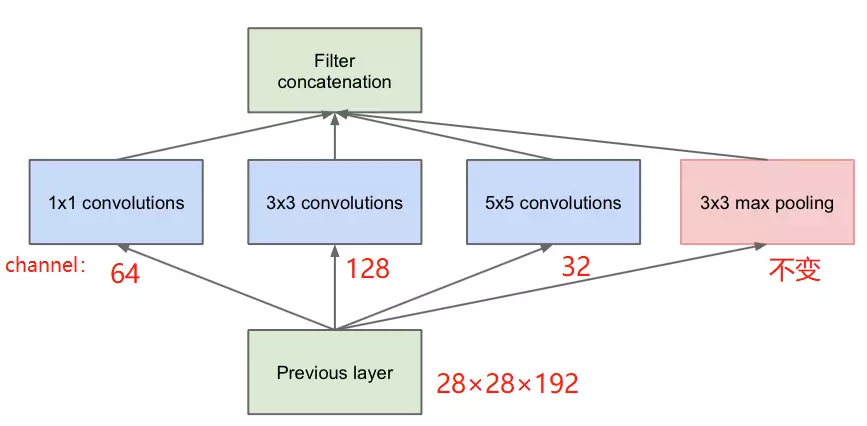 Filter
concatenation
1x1 convolutions
3x3 convolutions
5x5 convolutions
3x3 max pooling
channel：
64
128
32
不变
Previous layer
28×28×192